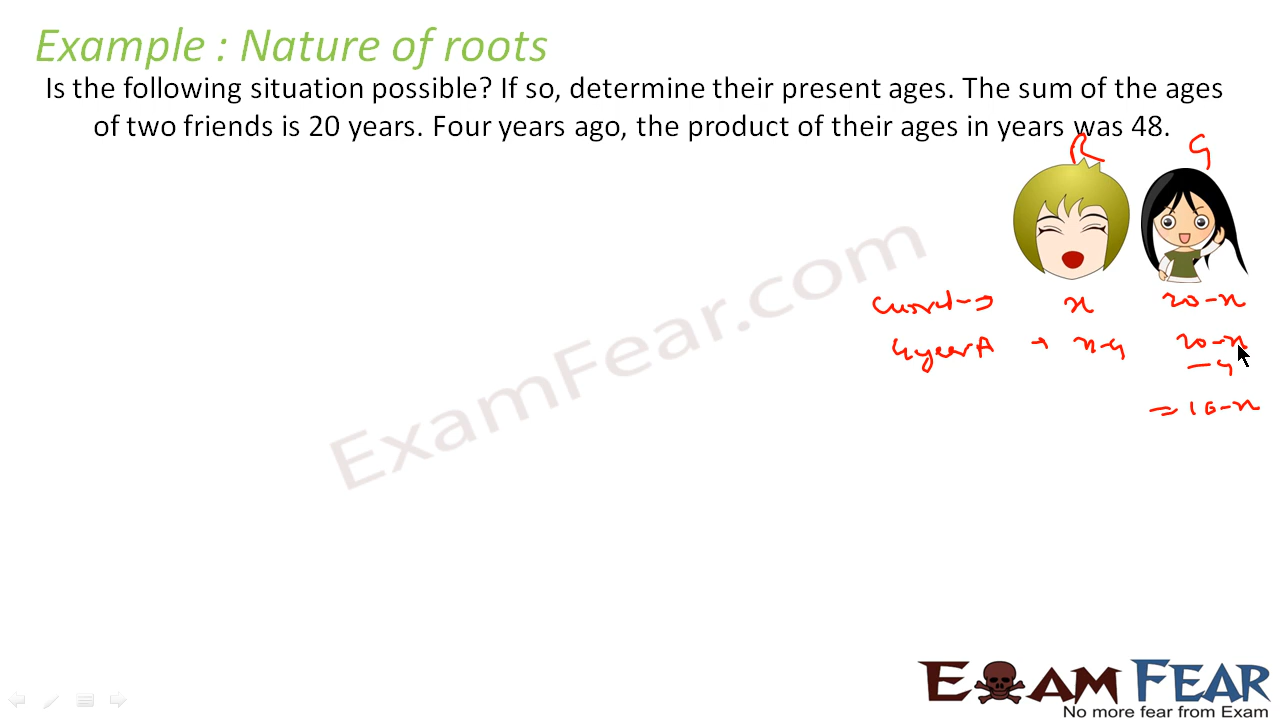 Example : Nature of roots
Is the following situation possible? If so, determine their present ages. The sum of the ages
of two friends is 20 years. Four years ago, the product of their ages in years was 48.
R G
x 20-x
4yearA → x-4 20-x
-4
= 16-x
ExamFear.com
EXAM FEAR
No more fear from Exam